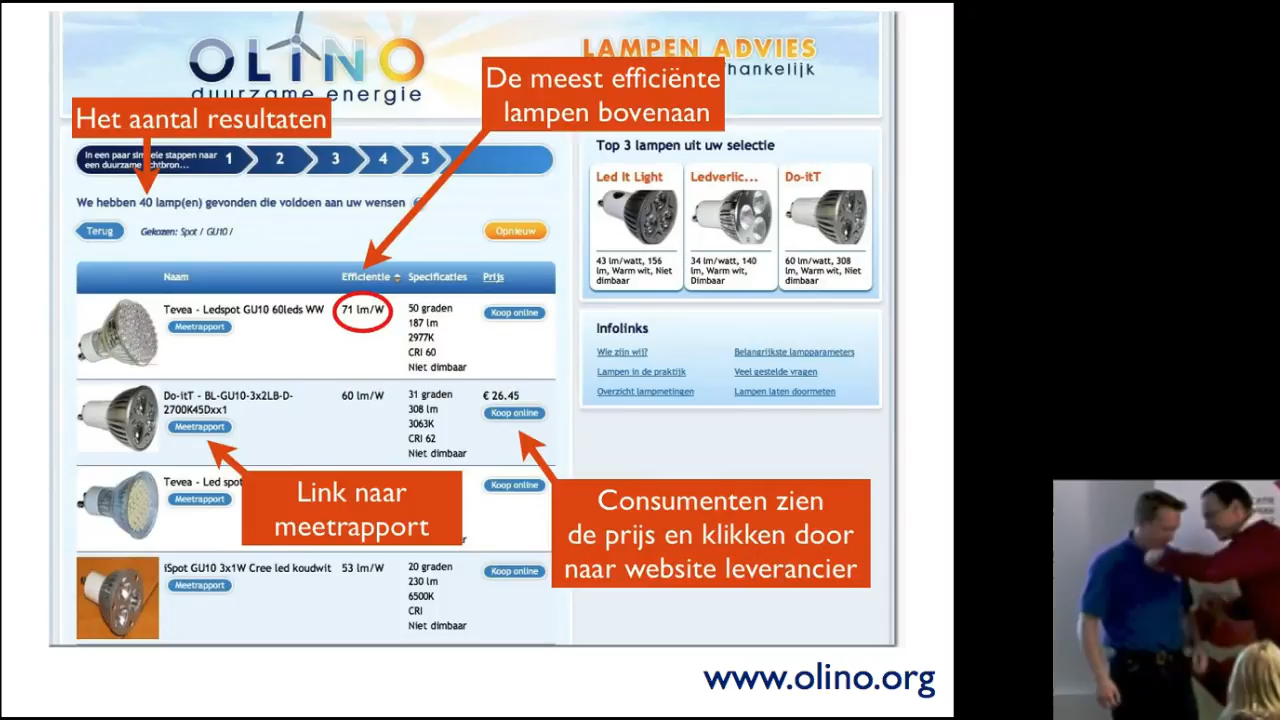 OLINO
duurzame energie
LAMPEN ADVIES
hankelijk
De meest efficiënte
lampen bovenaan
Het aantal resultaten
In een paar simpele stappen naar
een duurzame lichtbron...
1 2 3 4 5
We hebben 40 lamp(en) gevonden die voldoen aan uw wensen
Terug
Gekozen: Spot / GU10 /
Opnieuw
Naam Efficientie Specificaties Prijs
Tevea - Ledspot GU10 60leds WW
Meetrapport
71 lm/W
50 graden
187 lm
2977K
CRI 60
Niet dimbaar
Koop online
Do-itT - BL-GU10-3x2LB-D-
2700K45Dxx1
Meetrapport
60 lm/W
31 graden
308 lm
3063K
CRI 62
Niet dimbaar
€ 26.45
Koop online
Tevea - Led spot
Meetrapport
Koop online
Link naar
meetrapport
Consumenten zien
de prijs en klikken door
naar website leverancier
iSpot GU10 3x1W Cree led koudwit
Meetrapport
53 lm/W
20 graden
230 lm
6500K
CRI
Niet dimbaar
Koop online
Top 3 lampen uit uw selectie
Led It Light
43 lm/watt, 156
lm, Warm wit, Niet
dimbaar
Ledverlic...
34 lm/watt, 140
lm, Warm wit,
Dimbaar
Do-itT
60 lm/watt, 308
lm, Warm wit, Niet
dimbaar
Infolinks
Wie zijn wij?
Lampen in de praktijk
Overzicht lampmetingen
Belangrijkste lampparameters
Veel gestelde vragen
Lampen laten doormeten
www.olino.org